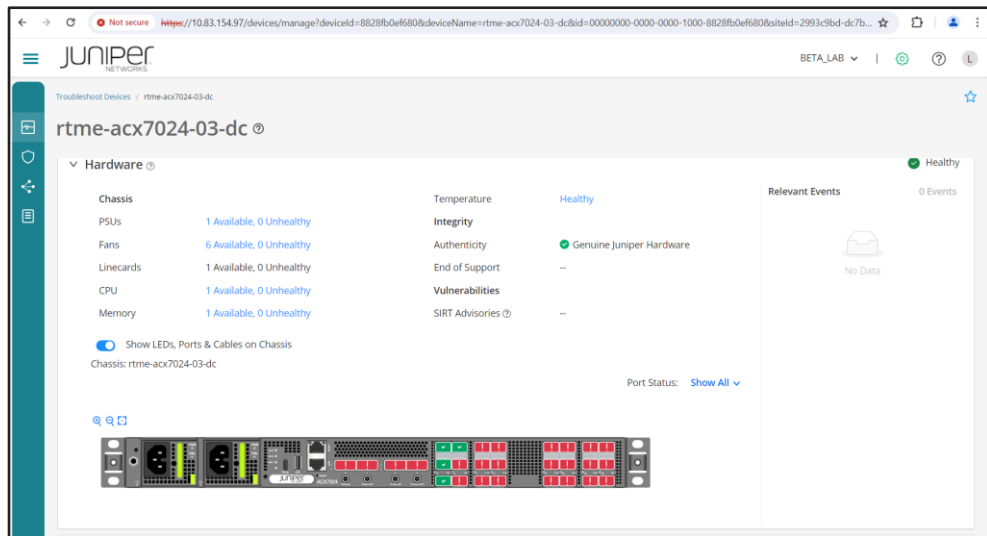 Not secure https://10.83.154.97/devices/manage?deviceId=8828fb0ef680&deviceName=rtme-acx7024-03-dc&id=00000000-0000-0000-1000-8828fb0ef680&siteId=2993c9bd-dc7b...
JUNIPEr
NETWORKS
BETA_LAB
L
Troubleshoot Devices / rtme-acx7024-03-dc
rtme-acx7024-03-dc
Hardware
Healthy
Chassis
Temperature Healthy
Relevant Events 0 Events
PSUs 1 Available, 0 Unhealthy
Integrity
Fans 6 Available, 0 Unhealthy
Authenticity Genuine Juniper Hardware
Linecards 1 Available, 0 Unhealthy
End of Support --
No Data
CPU 1 Available, 0 Unhealthy
Vulnerabilities
Memory 1 Available, 0 Unhealthy
SIRT Advisories --
Show LEDs, Ports & Cables on Chassis
Chassis: rtme-acx7024-03-dc
Port Status: Show All
JUNIPEr
ACX7024